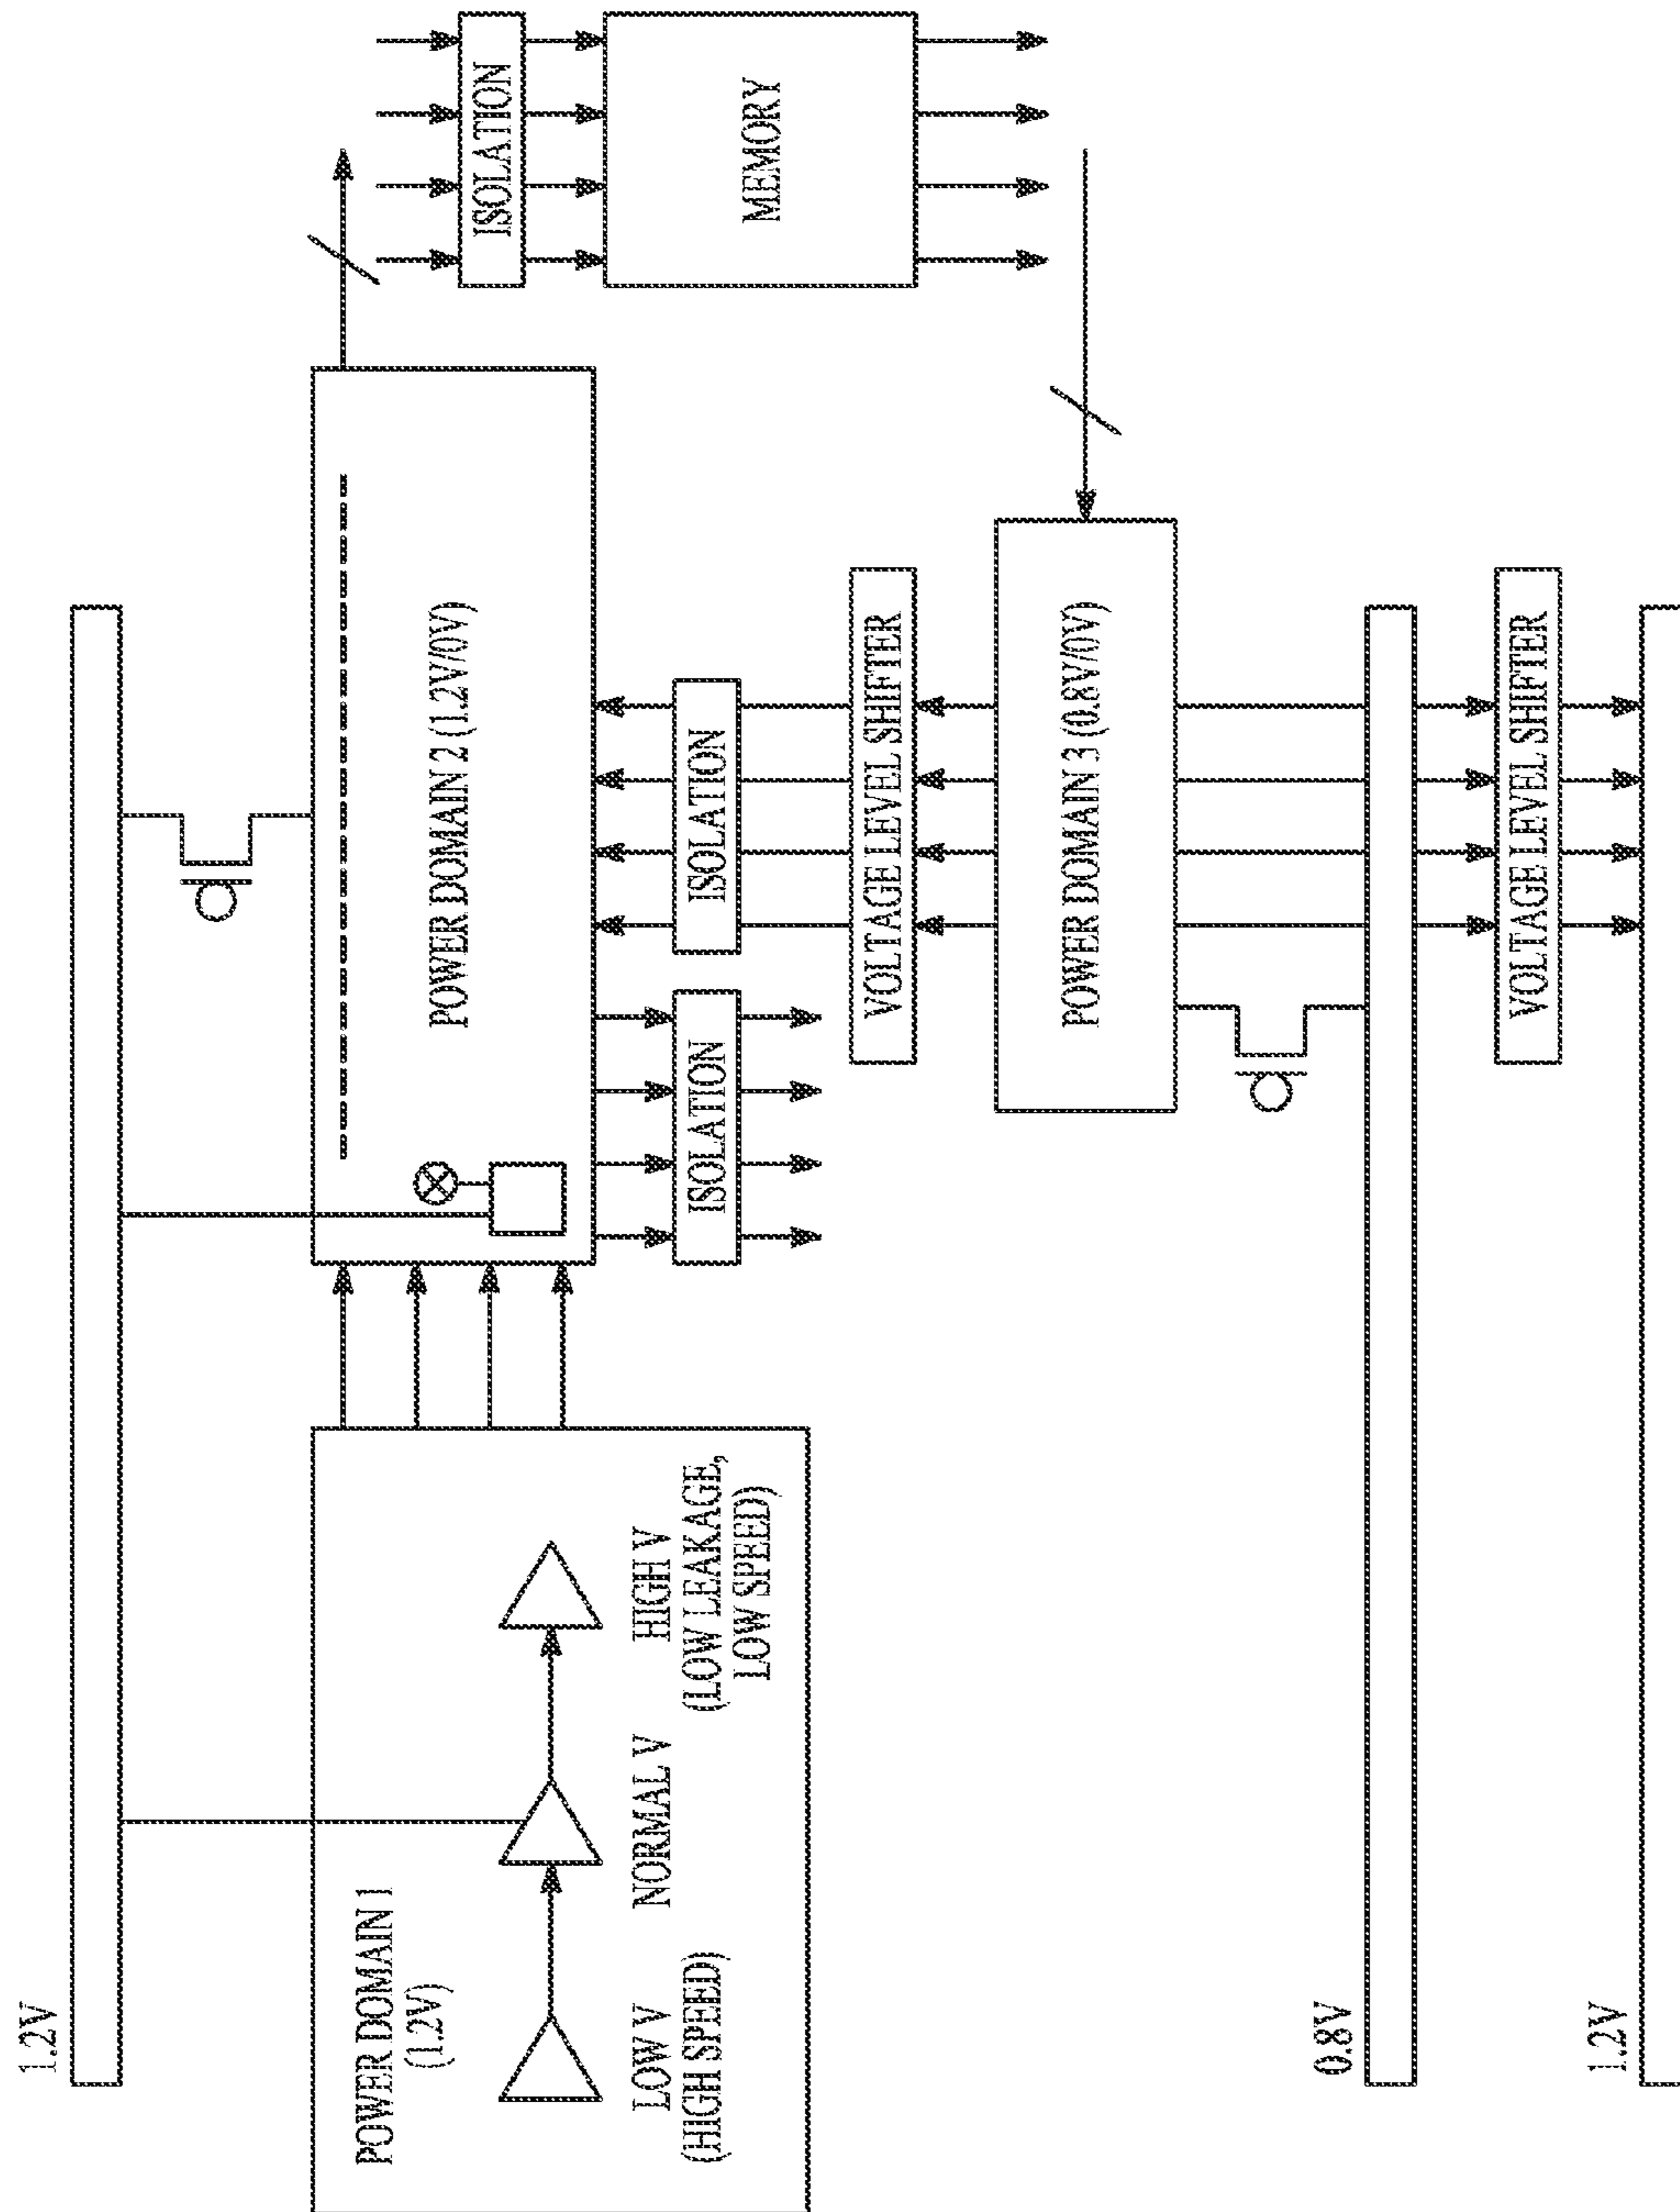 1.2V
POWER DOMAIN 1
(1.2V)
LOW V
(HIGH SPEED)
NORMAL V
HIGH V
(LOW LEAKAGE,
LOW SPEED)
POWER DOMAIN 2 (1.2V/0V)
ISOLATION
MEMORY
ISOLATION
ISOLATION
VOLTAGE LEVEL SHIFTER
POWER DOMAIN 3 (0.8V/0V)
0.8V
VOLTAGE LEVEL SHIFTER
1.2V